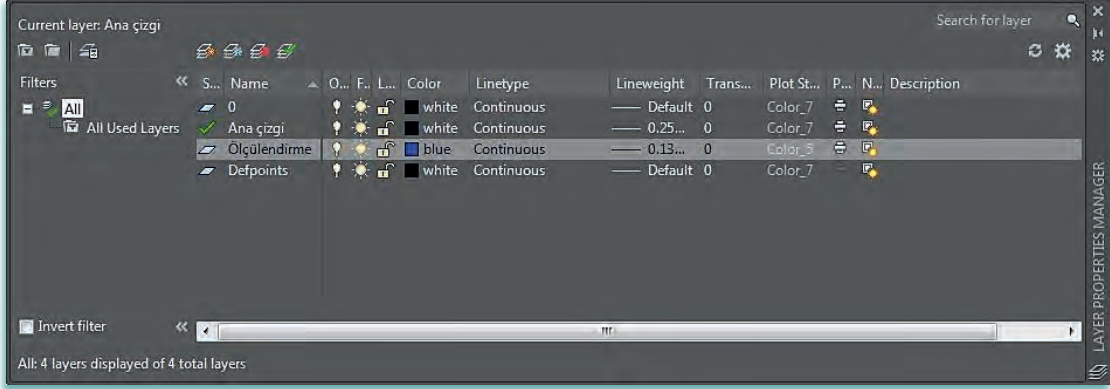 Current layer: Ana çizgi
Search for layer
Filters
S... Name O... F.. L... Color Linetype Lineweight Trans... Plot St... P... N... Description
All
All Used Layers
0 white Continuous Default 0 Color_7
Ana çizgi white Continuous 0.25... 0 Color_7
Ölçülendirme blue Continuous 0.13... 0 Color_5
Defpoints white Continuous Default 0 Color_7
Invert filter
All: 4 layers displayed of 4 total layers
LAYER PROPERTIES MANAGER